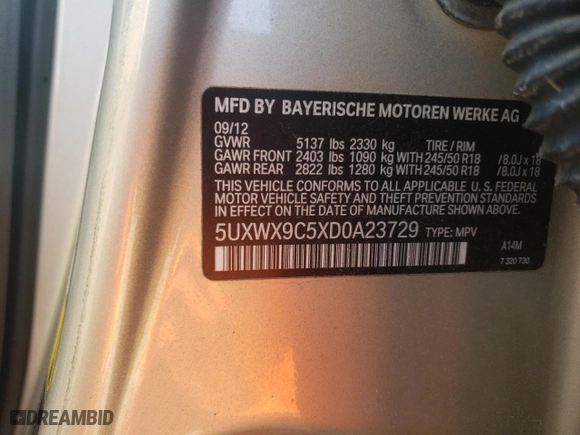 MFD BY BAYERISCHE MOTOREN WERKE AG
09/12
GVWR 5137 lbs 2330 kg TIRE / RIM
GAWR FRONT 2403 lbs 1090 kg WITH 245/50 R18 /8.0J x 18
GAWR REAR 2822 lbs 1280 kg WITH 245/50 R18 /8.0J x 18
THIS VEHICLE CONFORMS TO ALL APPLICABLE U. S. FEDERAL
MOTOR VEHICLE SAFETY AND THEFT PREVENTION STANDARDS
IN EFFECT ON THE DATE OF MANUFACTURE SHOWN ABOVE.
5UXWX9C5XD0A23729 TYPE: MPV
A14M
7 320 730
DREAMBID